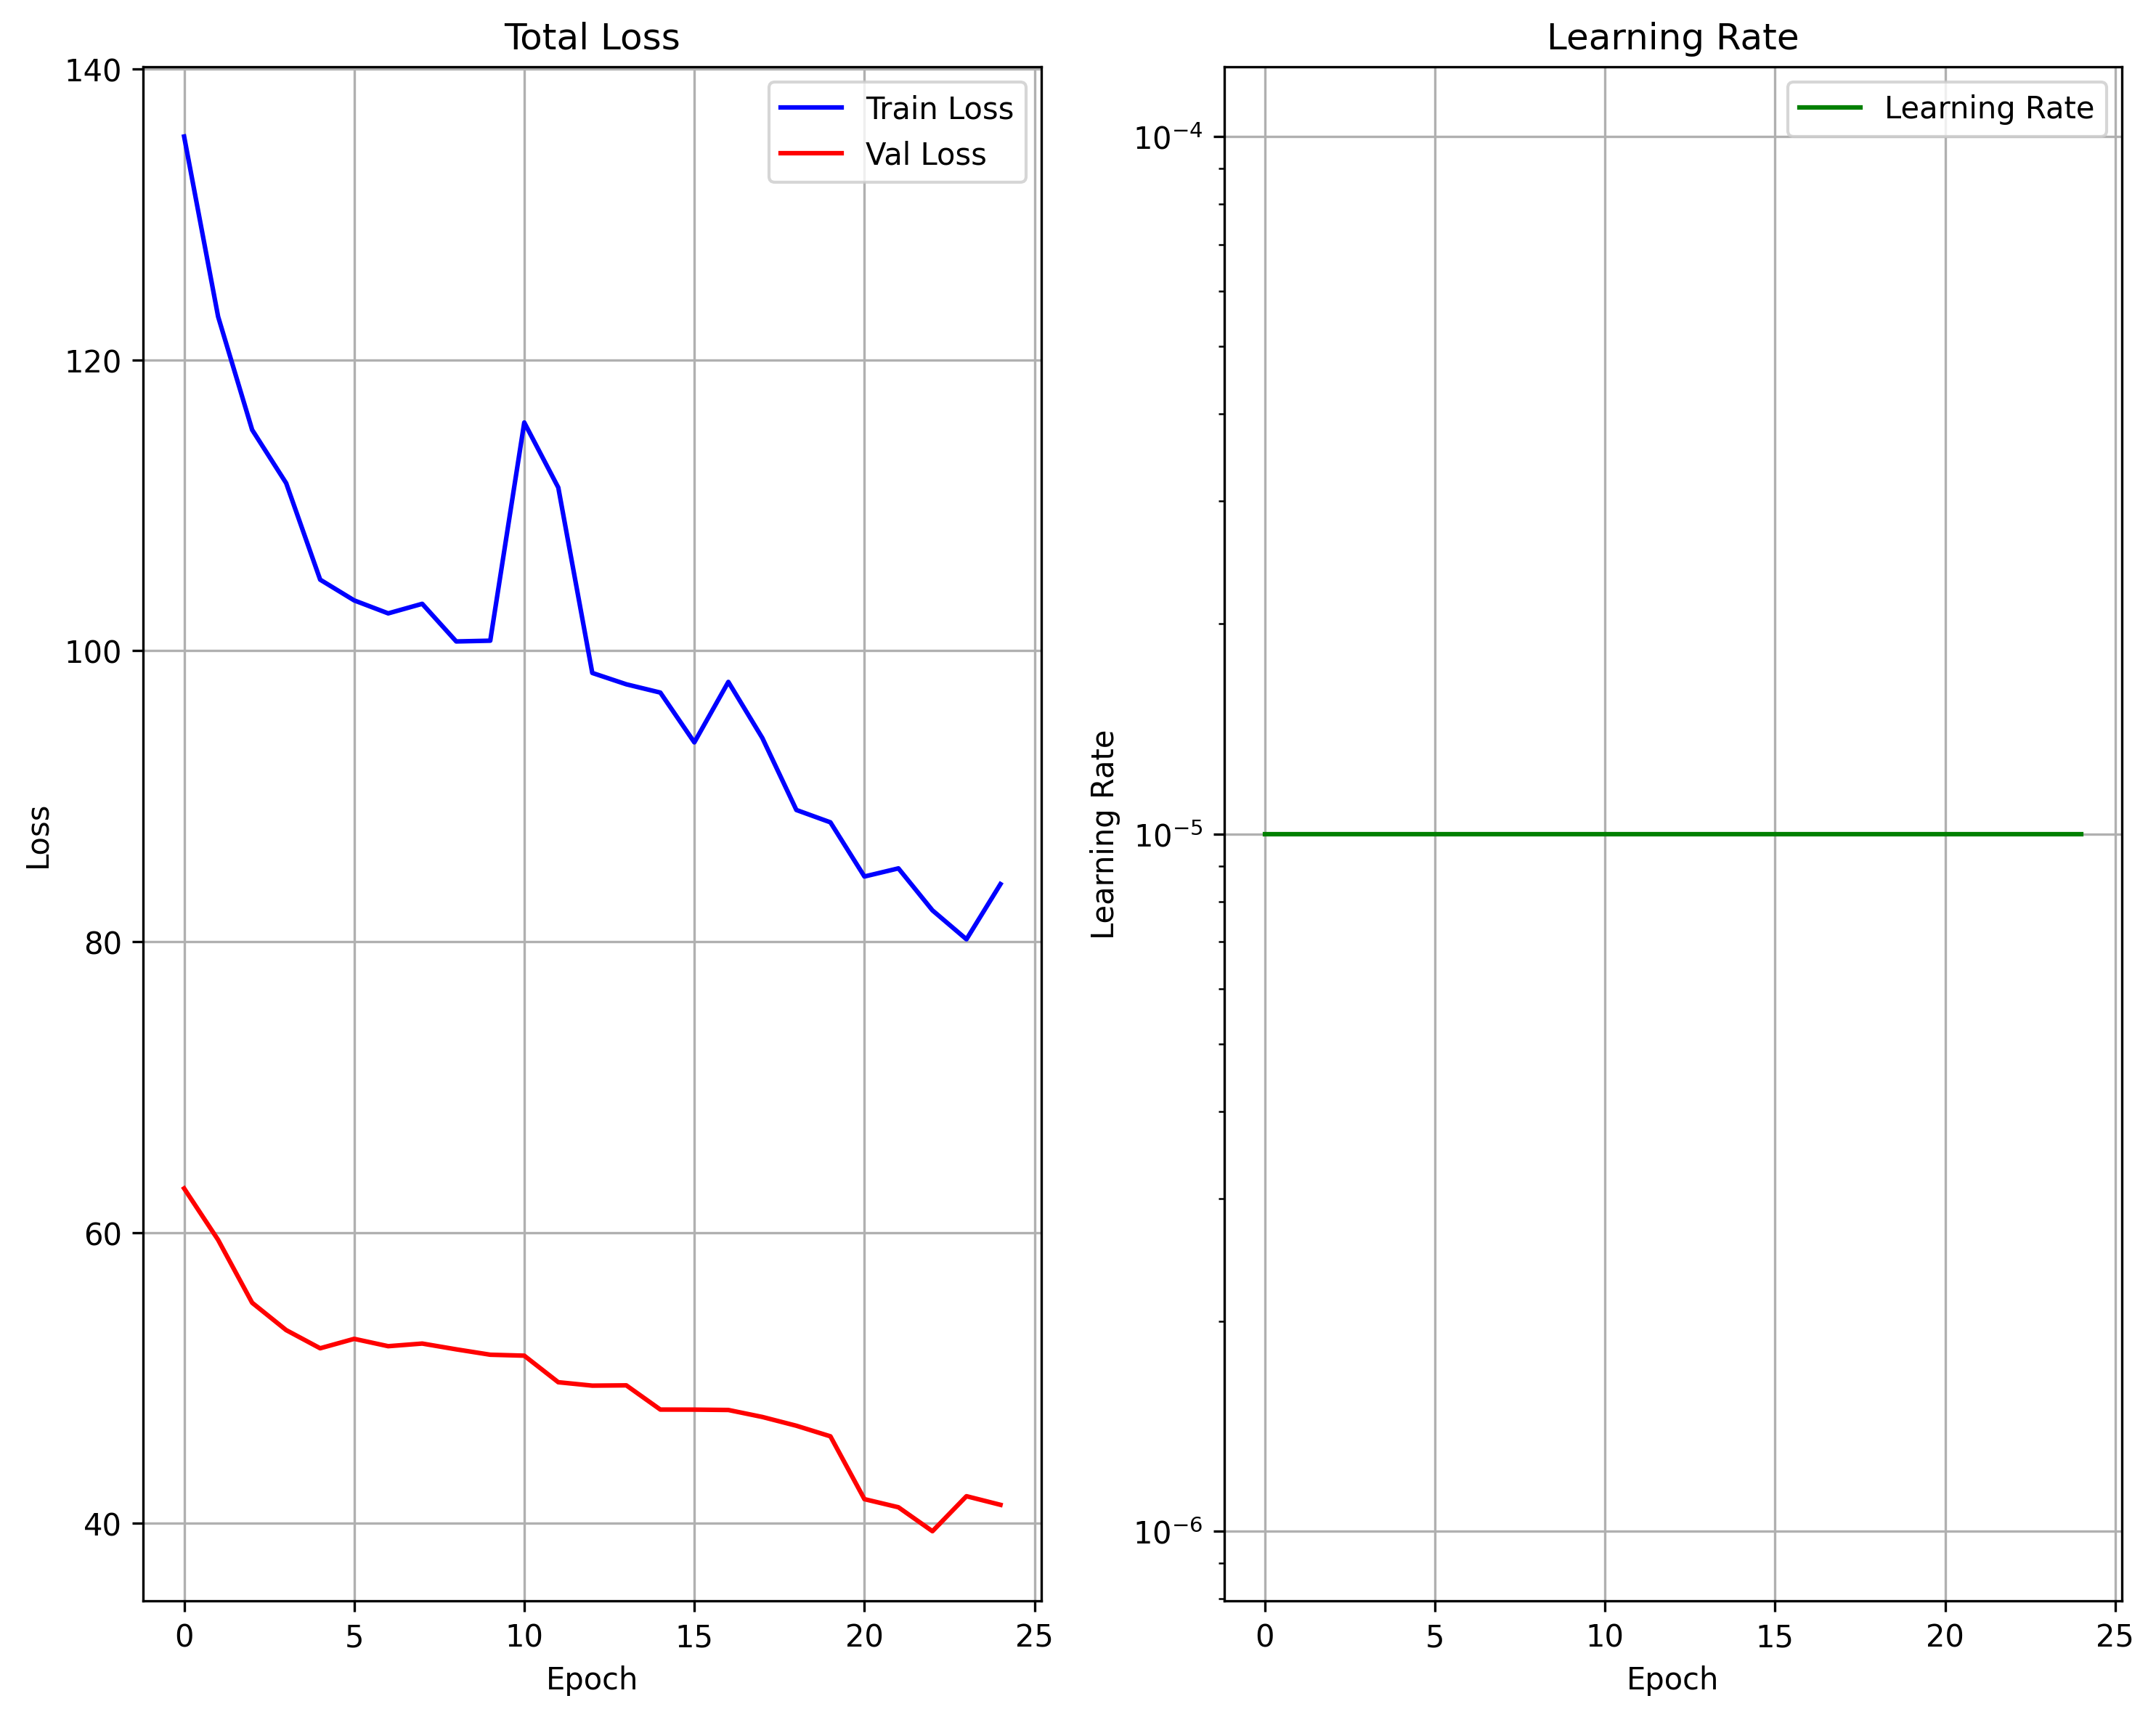 Total Loss
140
120
100
80
60
40
Loss
0 5 10 15 20 25
Epoch
Train Loss
Val Loss
Learning Rate
10⁻⁴
10⁻⁵
10⁻⁶
Learning Rate
0 5 10 15 20 25
Epoch
Learning Rate